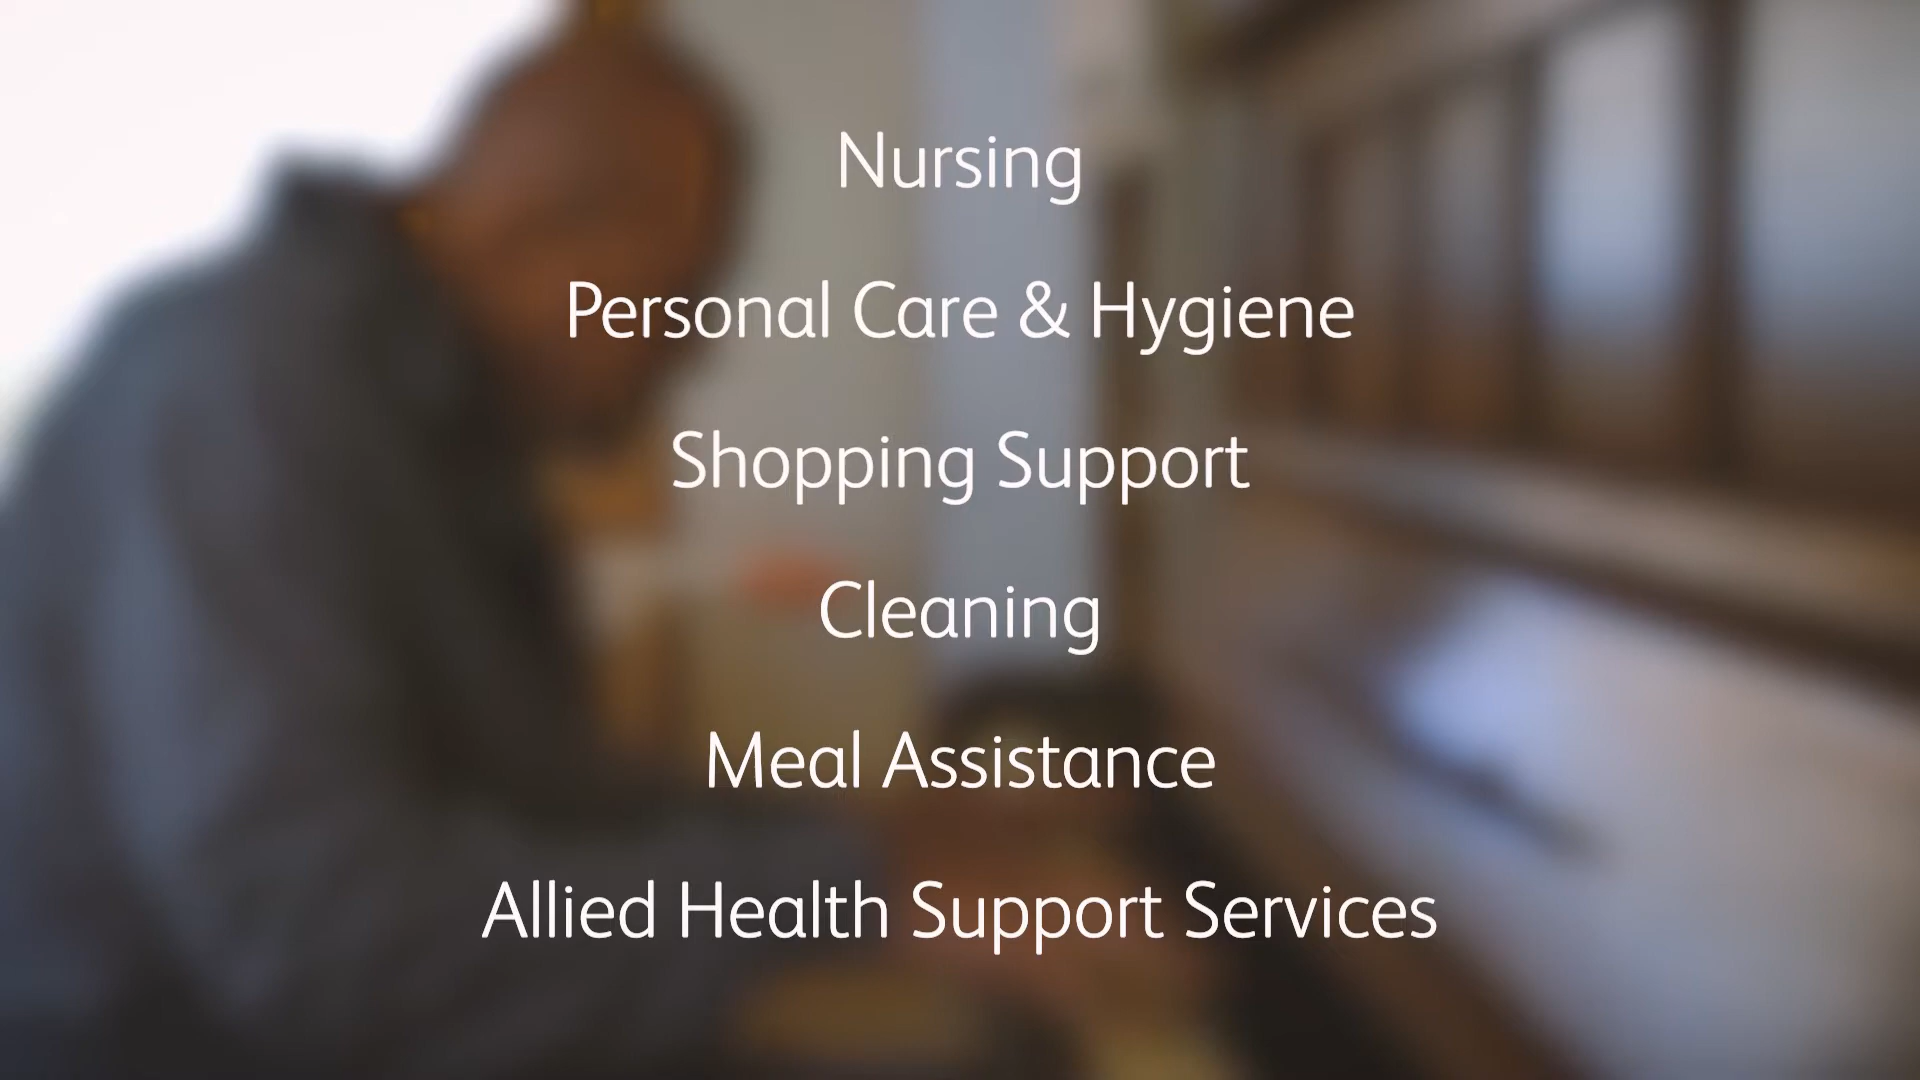 Nursing
Personal Care & Hygiene
Shopping Support
Cleaning
Meal Assistance
Allied Health Support Services